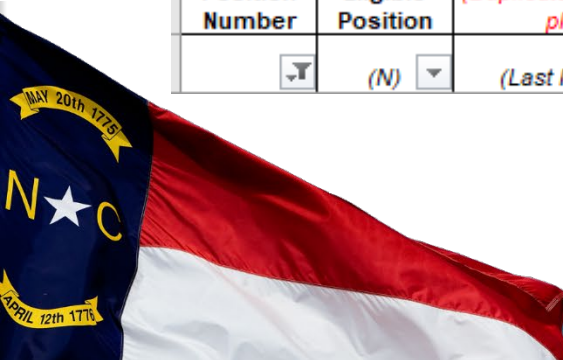 Number Position
(N) (Last
MAY 20th 1775
N C
APRIL 12th 1776